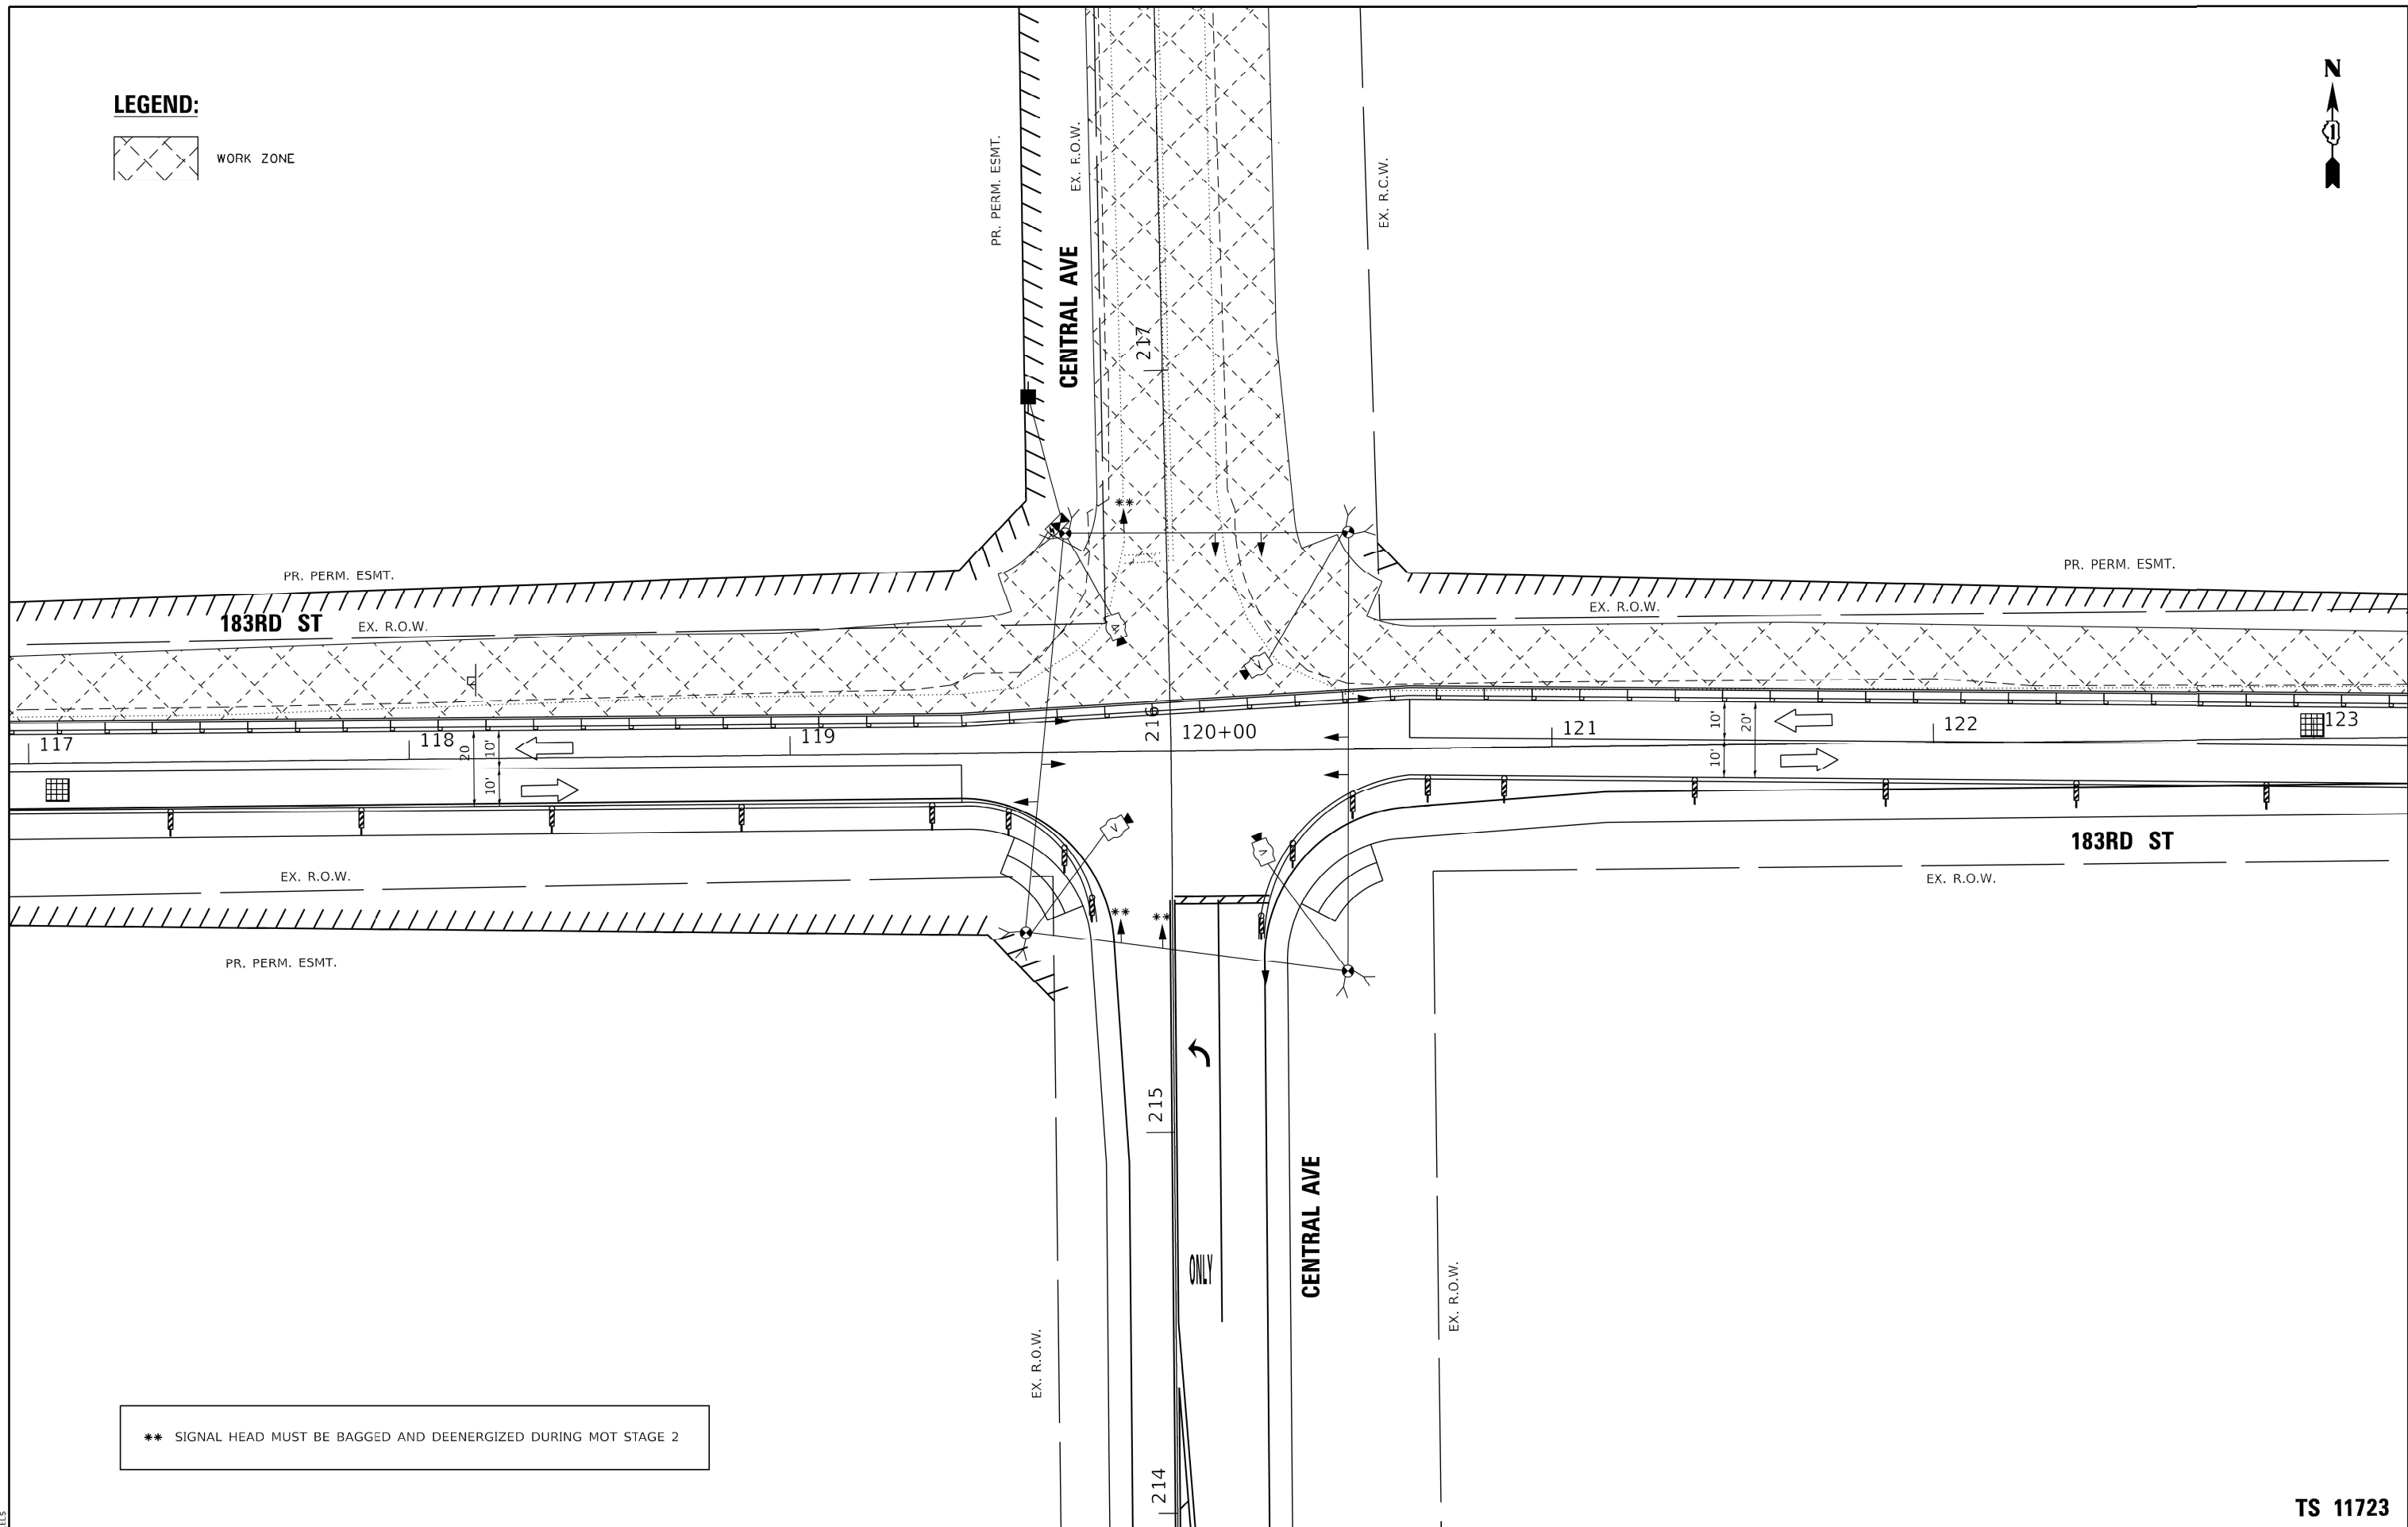 LEGEND:
WORK ZONE
N
1
PR. PERM. ESMT.
EX. R.O.W.
CENTRAL AVE
EX. R.C.W.
217
**
PR. PERM. ESMT.
183RD ST
EX. R.O.W.
PR. PERM. ESMT.
EX. R.O.W.
V
V
117
118
119
216
120+00
121
122
123
20
10'
10'
10'
10'
20'
V
V
183RD ST
EX. R.O.W.
EX. R.O.W.
**
**
PR. PERM. ESMT.
215
ONLY
CENTRAL AVE
EX. R.O.W.
EX. R.O.W.
214
** SIGNAL HEAD MUST BE BAGGED AND DEENERGIZED DURING MOT STAGE 2
TS 11723